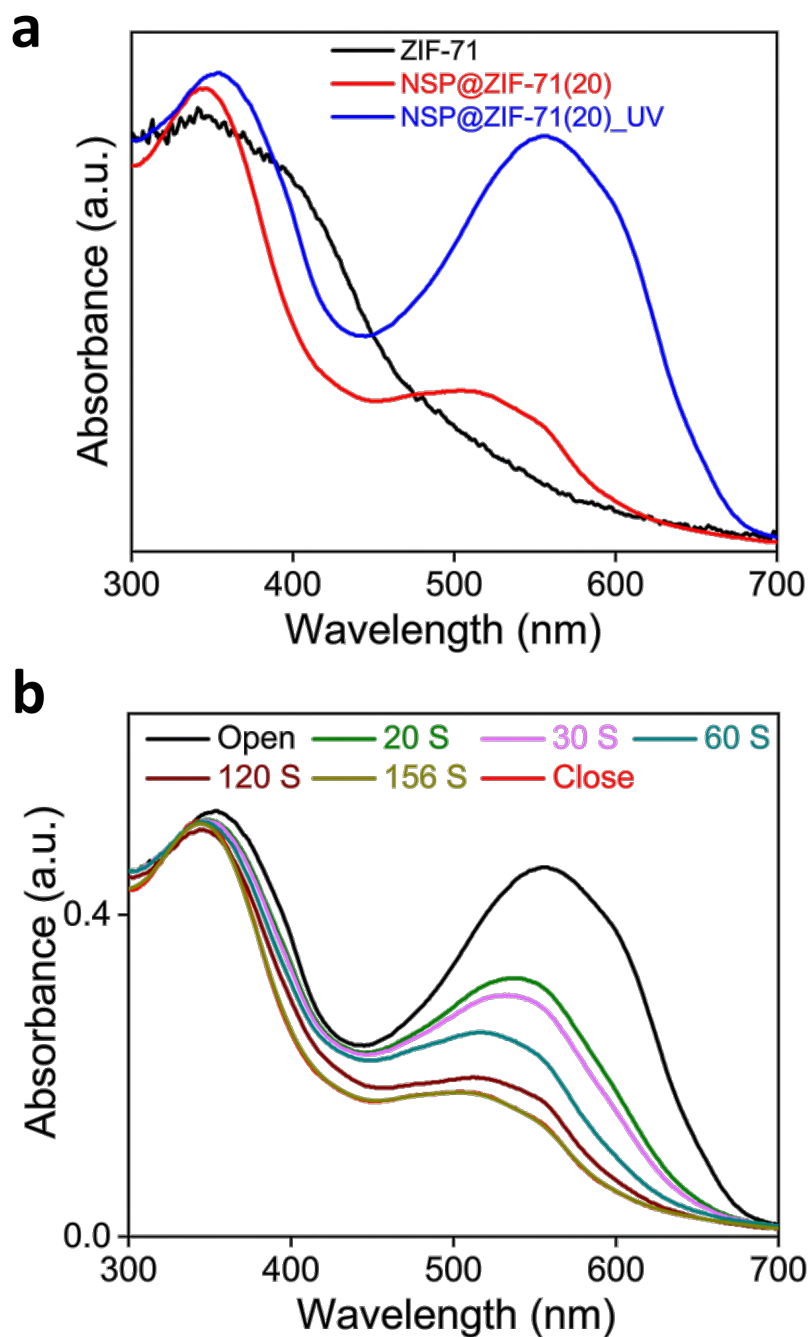 a
ZIF-71
NSP@ZIF-71(20)
NSP@ZIF-71(20)_UV
Absorbance (a.u.)
300 400 500 600 700
Wavelength (nm)
b
Open 20 S 30 S 60 S
120 S 156 S Close
Absorbance (a.u.)
0.4
0.0
300 400 500 600 700
Wavelength (nm)